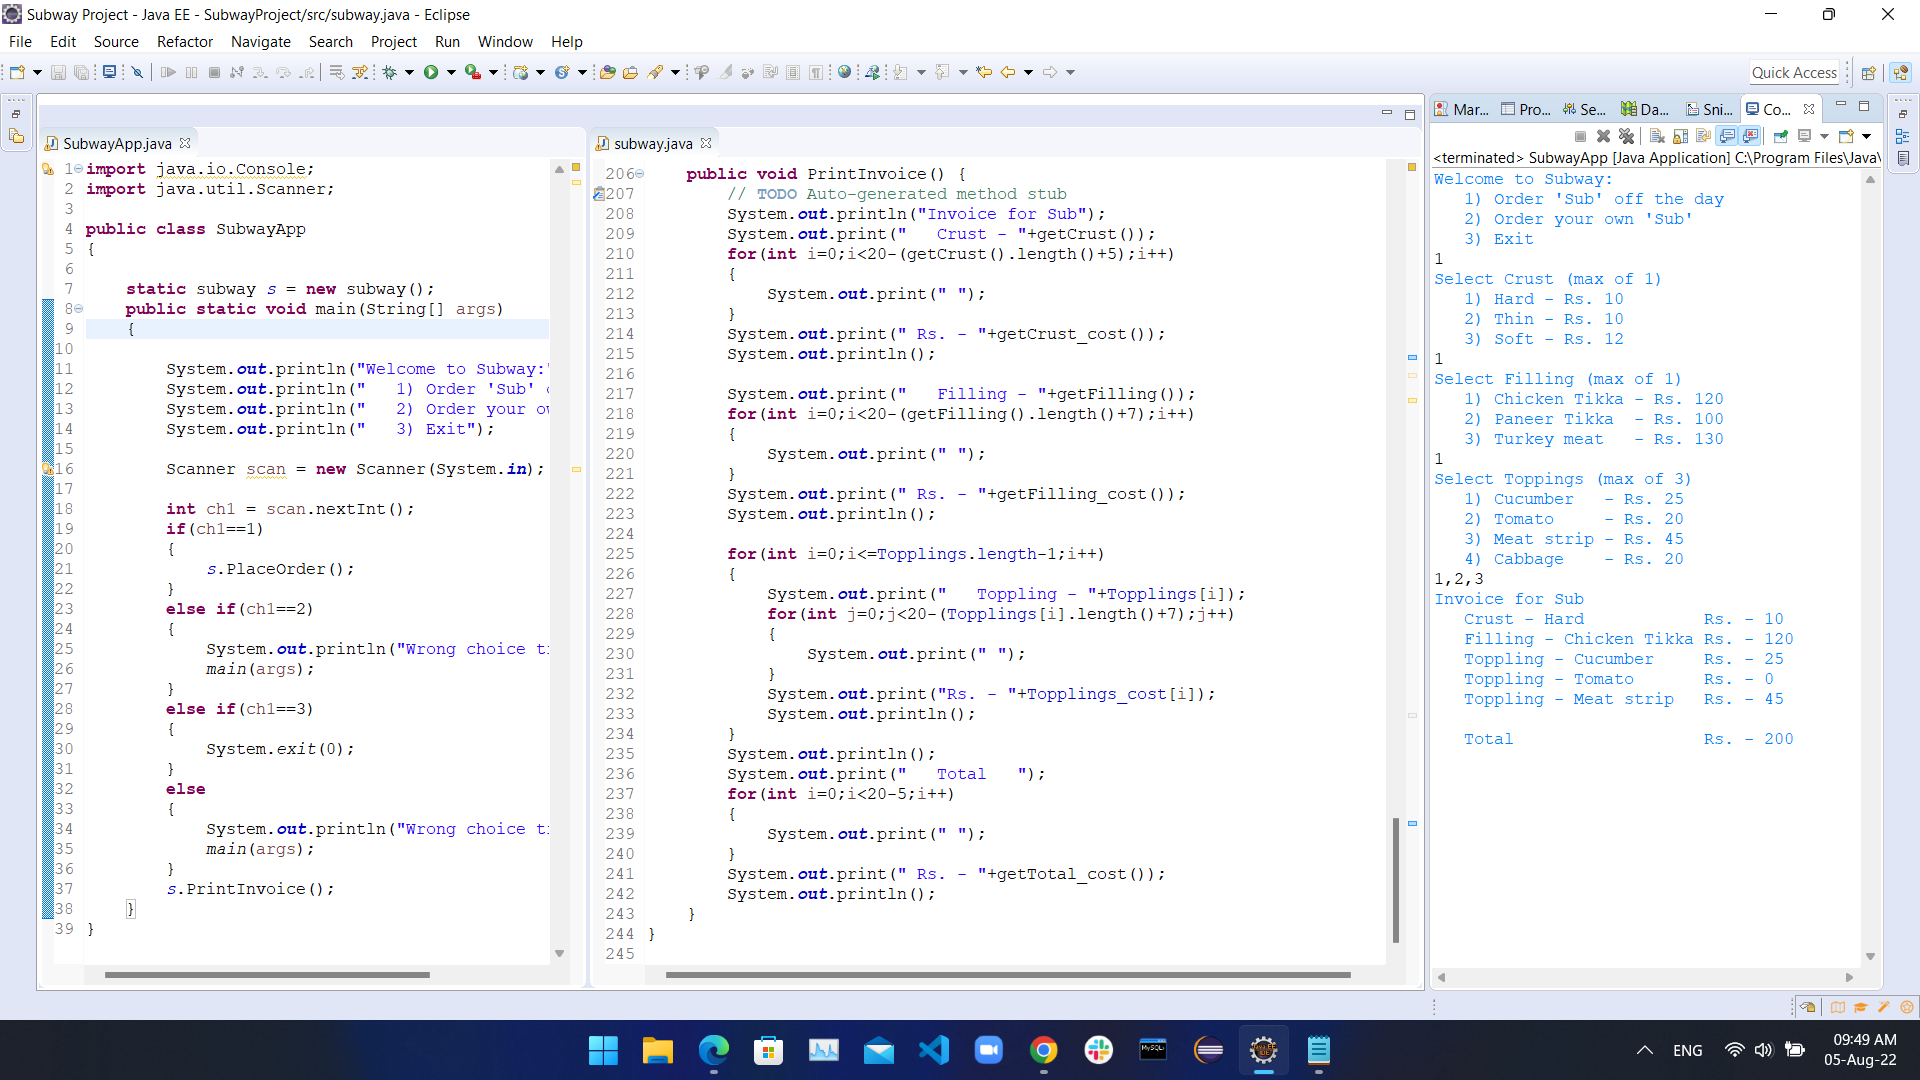 Subway Project - Java EE - SubwayProject/src/subway.java - Eclipse
File Edit Source Refactor Navigate Search Project Run Window Help
Quick Access
SubwayApp.java
1 import java.io.Console;
2 import java.util.Scanner;
3
4 public class SubwayApp
5 {
6
7 static subway s = new subway();
8 public static void main(String[] args)
9 {
10
11 System.out.println("Welcome to Subway:"
12 System.out.println("   1) Order 'Sub'
13 System.out.println("   2) Order your
14 System.out.println("   3) Exit");
15
16 Scanner scan = new Scanner(System.in);
17
18 int ch1 = scan.nextInt();
19 if(ch1==1)
20 {
21 s.PlaceOrder();
22 }
23 else if(ch1==2)
24 {
25 System.out.println("Wrong choice
26 main(args);
27 }
28 else if(ch1==3)
29 {
30 System.exit(0);
31 }
32 else
33 {
34 System.out.println("Wrong choice
35 main(args);
36 }
37 s.PrintInvoice();
38 }
39 }
subway.java
206 public void PrintInvoice() {
207 // TODO Auto-generated method stub
208 System.out.println("Invoice for Sub");
209 System.out.print("   Crust - "+getCrust());
210 for(int i=0;i<20-(getCrust().length()+5);i++)
211 {
212 System.out.print(" ");
213 }
214 System.out.print(" Rs. - "+getCrust_cost());
215 System.out.println();
216
217 System.out.print("   Filling - "+getFilling());
218 for(int i=0;i<20-(getFilling().length()+7);i++)
219 {
220 System.out.print(" ");
221 }
222 System.out.print(" Rs. - "+getFilling_cost());
223 System.out.println();
224
225 for(int i=0;i<=Topplings.length-1;i++)
226 {
227 System.out.print("   Toppling - "+Topplings[i]);
228 for(int j=0;j<20-(Topplings[i].length()+7);j++)
229 {
230 System.out.print(" ");
231 }
232 System.out.print("Rs. - "+Topplings_cost[i]);
233 System.out.println();
234 }
235 System.out.println();
236 System.out.print("   Total   ");
237 for(int i=0;i<20-5;i++)
238 {
239 System.out.print(" ");
240 }
241 System.out.print(" Rs. - "+getTotal_cost());
242 System.out.println();
243 }
244 }
245
Mar... Pro... Se... Da... Sni... Co...
<terminated> SubwayApp [Java Application] C:\Program Files\Java\
Welcome to Subway:
1) Order 'Sub' off the day
2) Order your own 'Sub'
3) Exit
1
Select Crust (max of 1)
1) Hard - Rs. 10
2) Thin - Rs. 10
3) Soft - Rs. 12
1
Select Filling (max of 1)
1) Chicken Tikka - Rs. 120
2) Paneer Tikka  - Rs. 100
3) Turkey meat   - Rs. 130
1
Select Toppings (max of 3)
1) Cucumber   - Rs. 25
2) Tomato     - Rs. 20
3) Meat strip - Rs. 45
4) Cabbage    - Rs. 20
1,2,3
Invoice for Sub
Crust - Hard            Rs. - 10
Filling - Chicken Tikka Rs. - 120
Toppling - Cucumber     Rs. - 25
Toppling - Tomato       Rs. - 0
Toppling - Meat strip   Rs. - 45
Total                   Rs. - 200
ENG
09:49 AM
05-Aug-22